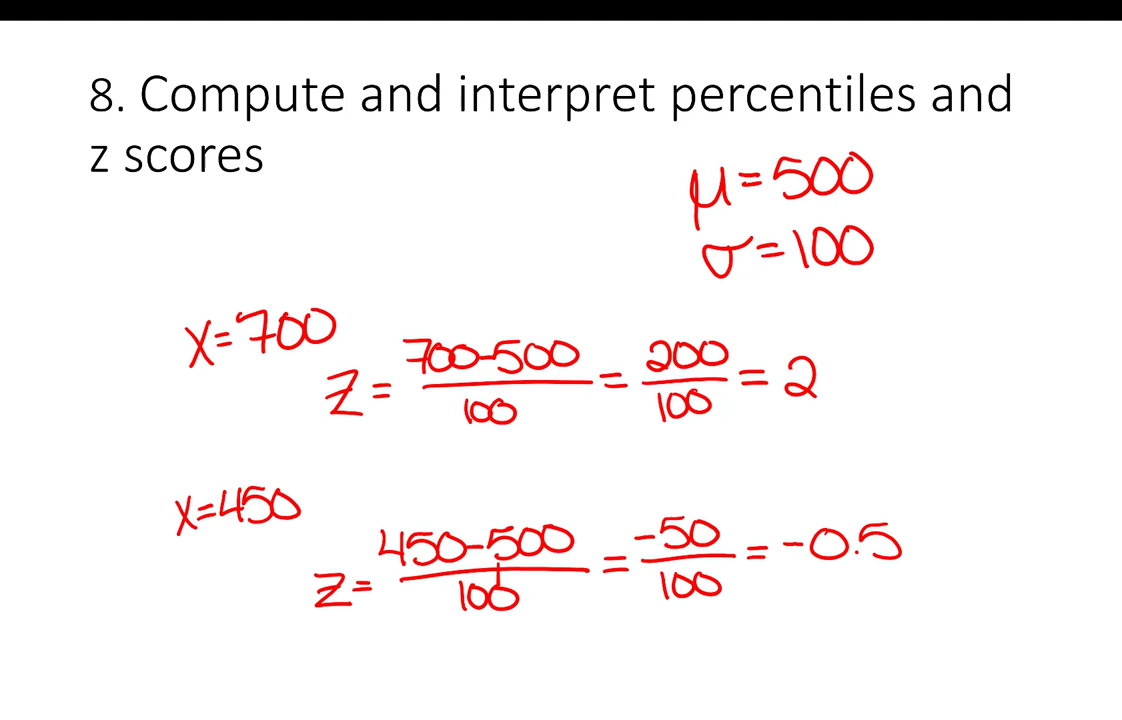 8. Compute and interpret percentiles and
z scores
μ=500
σ=100
x=700
z = 700-500/100 = 200/100 = 2
x=450
z= 450-500/100 = -50/100 = -0.5